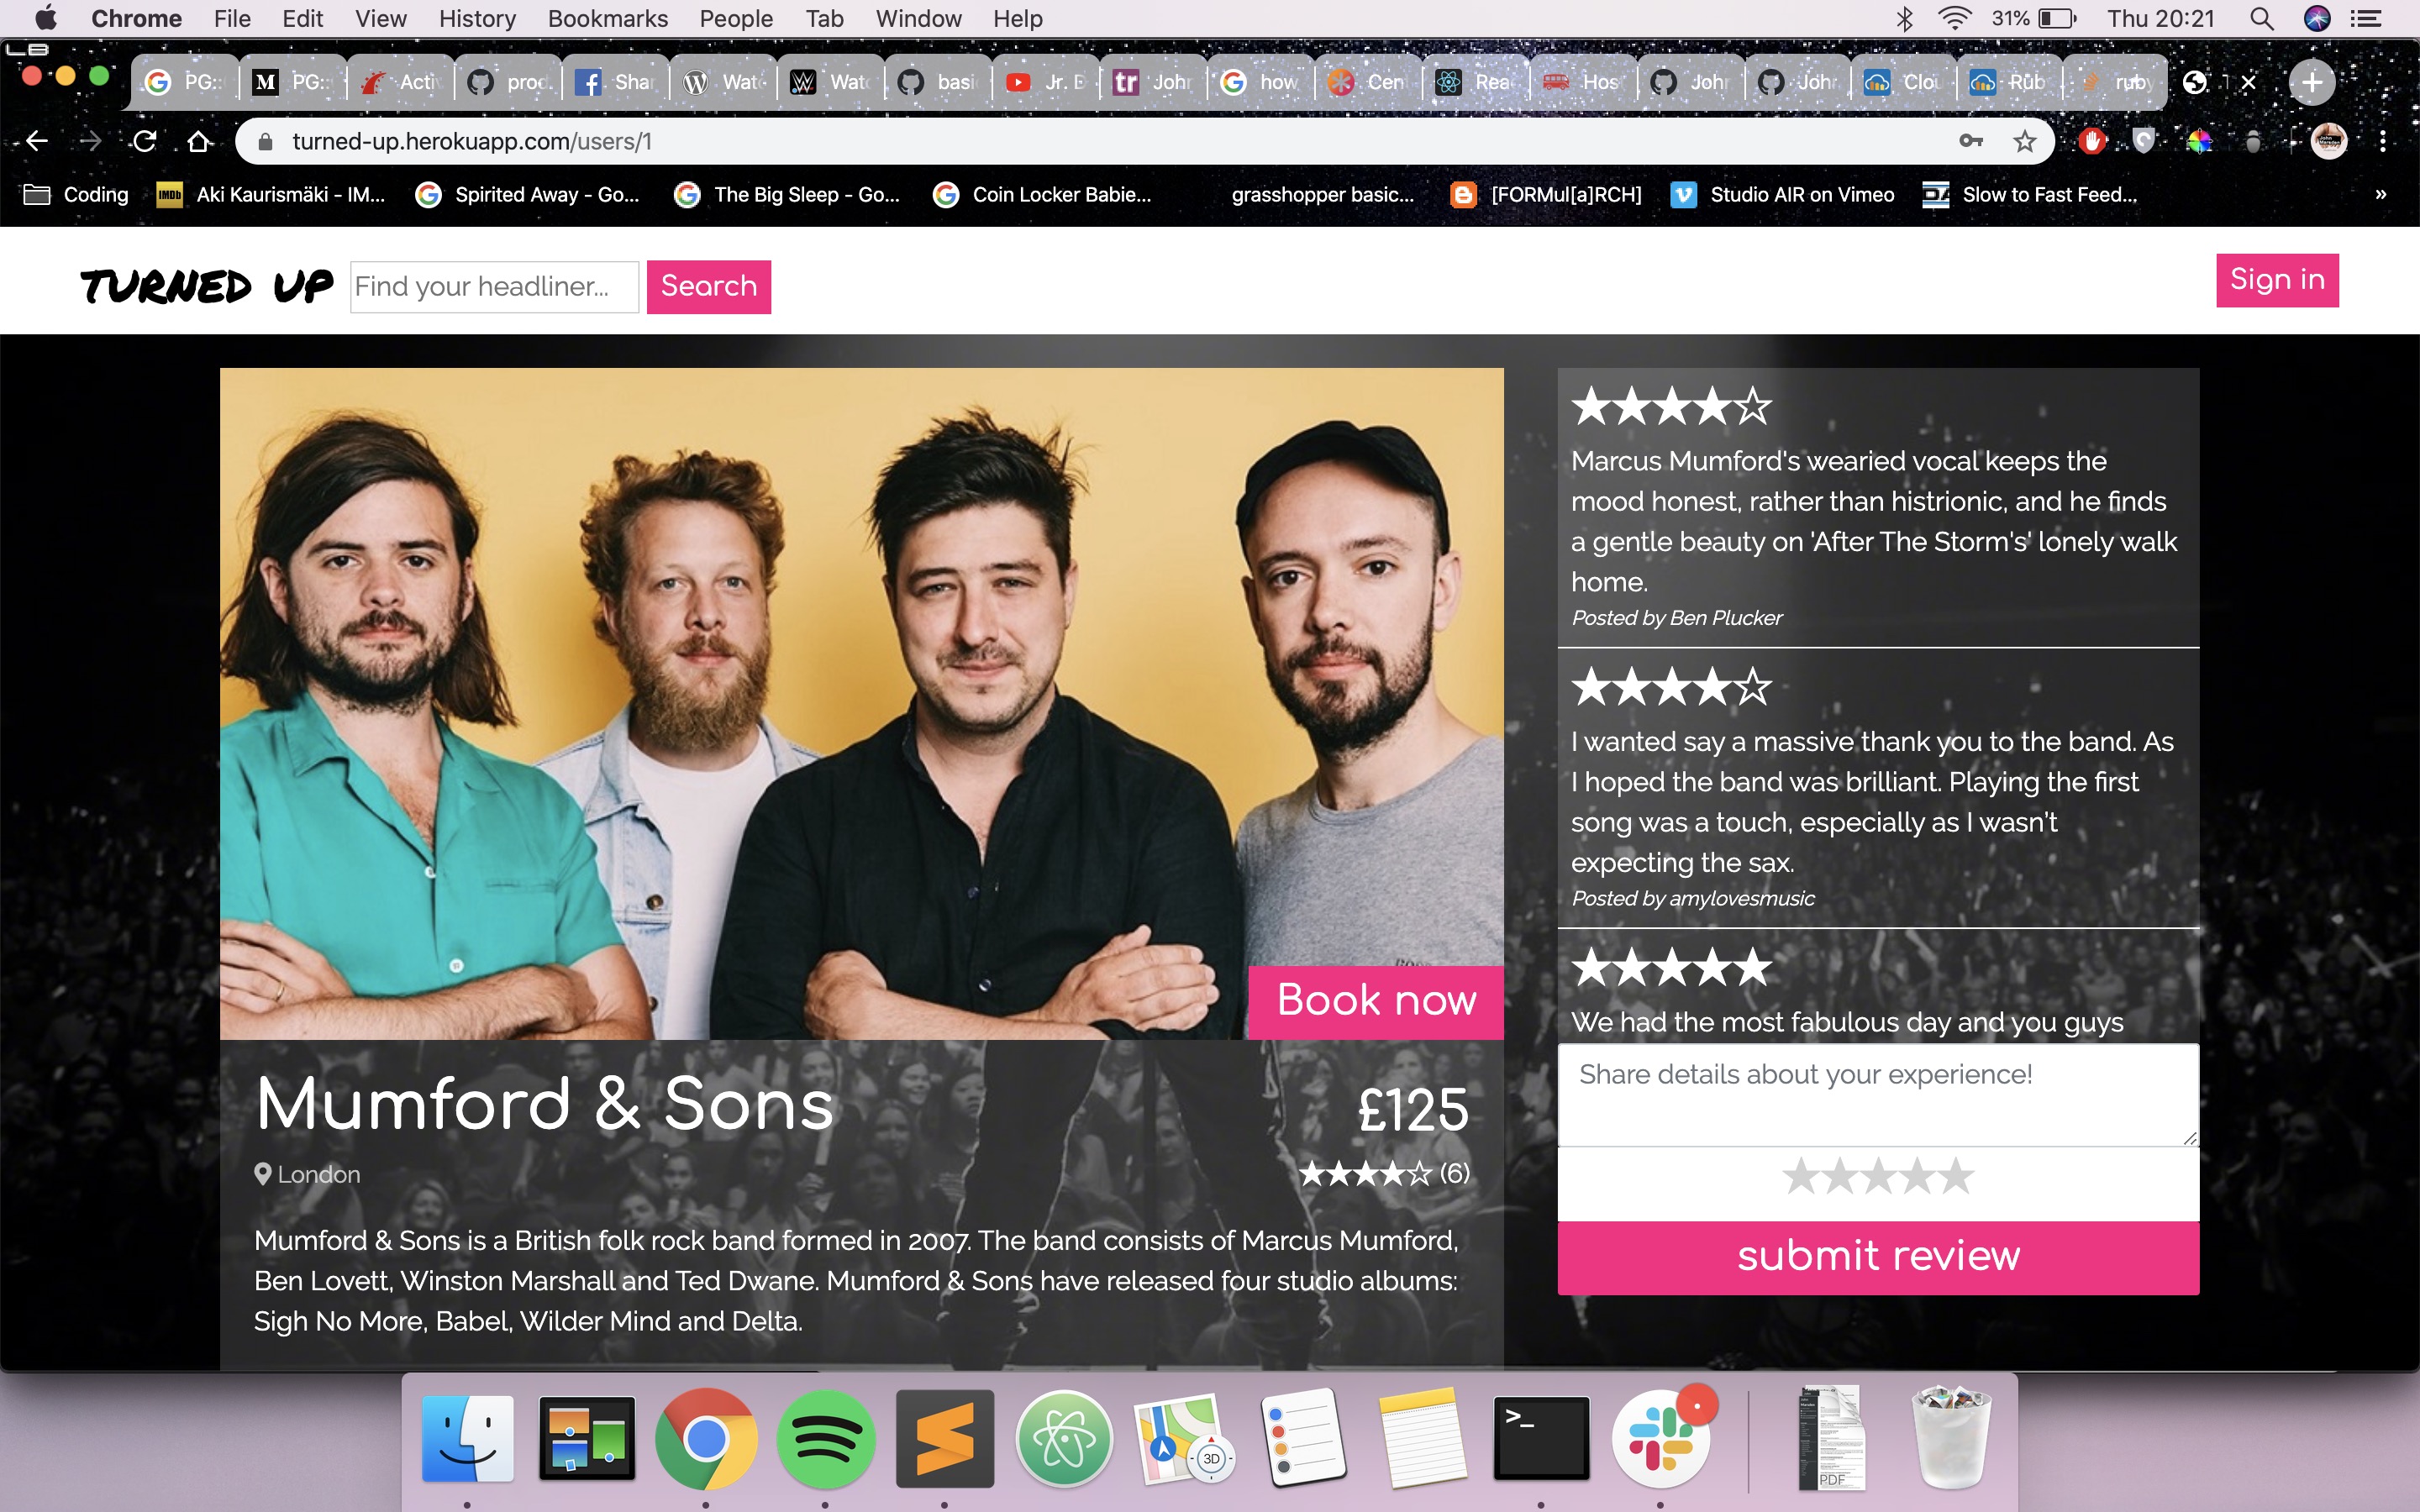 Chrome File Edit View History Bookmarks People Tab Window Help 31% Thu 20:21
PG:: PG:: Acti prod. Shar Wat Wat basi Jr. D John how Cen Rea Hos John John Clou Rub ruby T
turned-up.herokuapp.com/users/1
Coding Aki Kaurismäki - IM... Spirited Away - Go... The Big Sleep - Go... Coin Locker Babie... grasshopper basic... [FORMul[a]RCH] Studio AIR on Vimeo Slow to Fast Feed... »
TURNED UP Find your headliner... Search Sign in
Book now
Mumford & Sons £125
London (6)
Mumford & Sons is a British folk rock band formed in 2007. The band consists of Marcus Mumford,
Ben Lovett, Winston Marshall and Ted Dwane. Mumford & Sons have released four studio albums:
Sigh No More, Babel, Wilder Mind and Delta.
Marcus Mumford's wearied vocal keeps the
mood honest, rather than histrionic, and he finds
a gentle beauty on 'After The Storm's' lonely walk
home.
Posted by Ben Plucker
I wanted say a massive thank you to the band. As
I hoped the band was brilliant. Playing the first
song was a touch, especially as I wasn't
expecting the sax.
Posted by amylovesmusic
We had the most fabulous day and you guys
Share details about your experience!
submit review
3D
>_
PDF